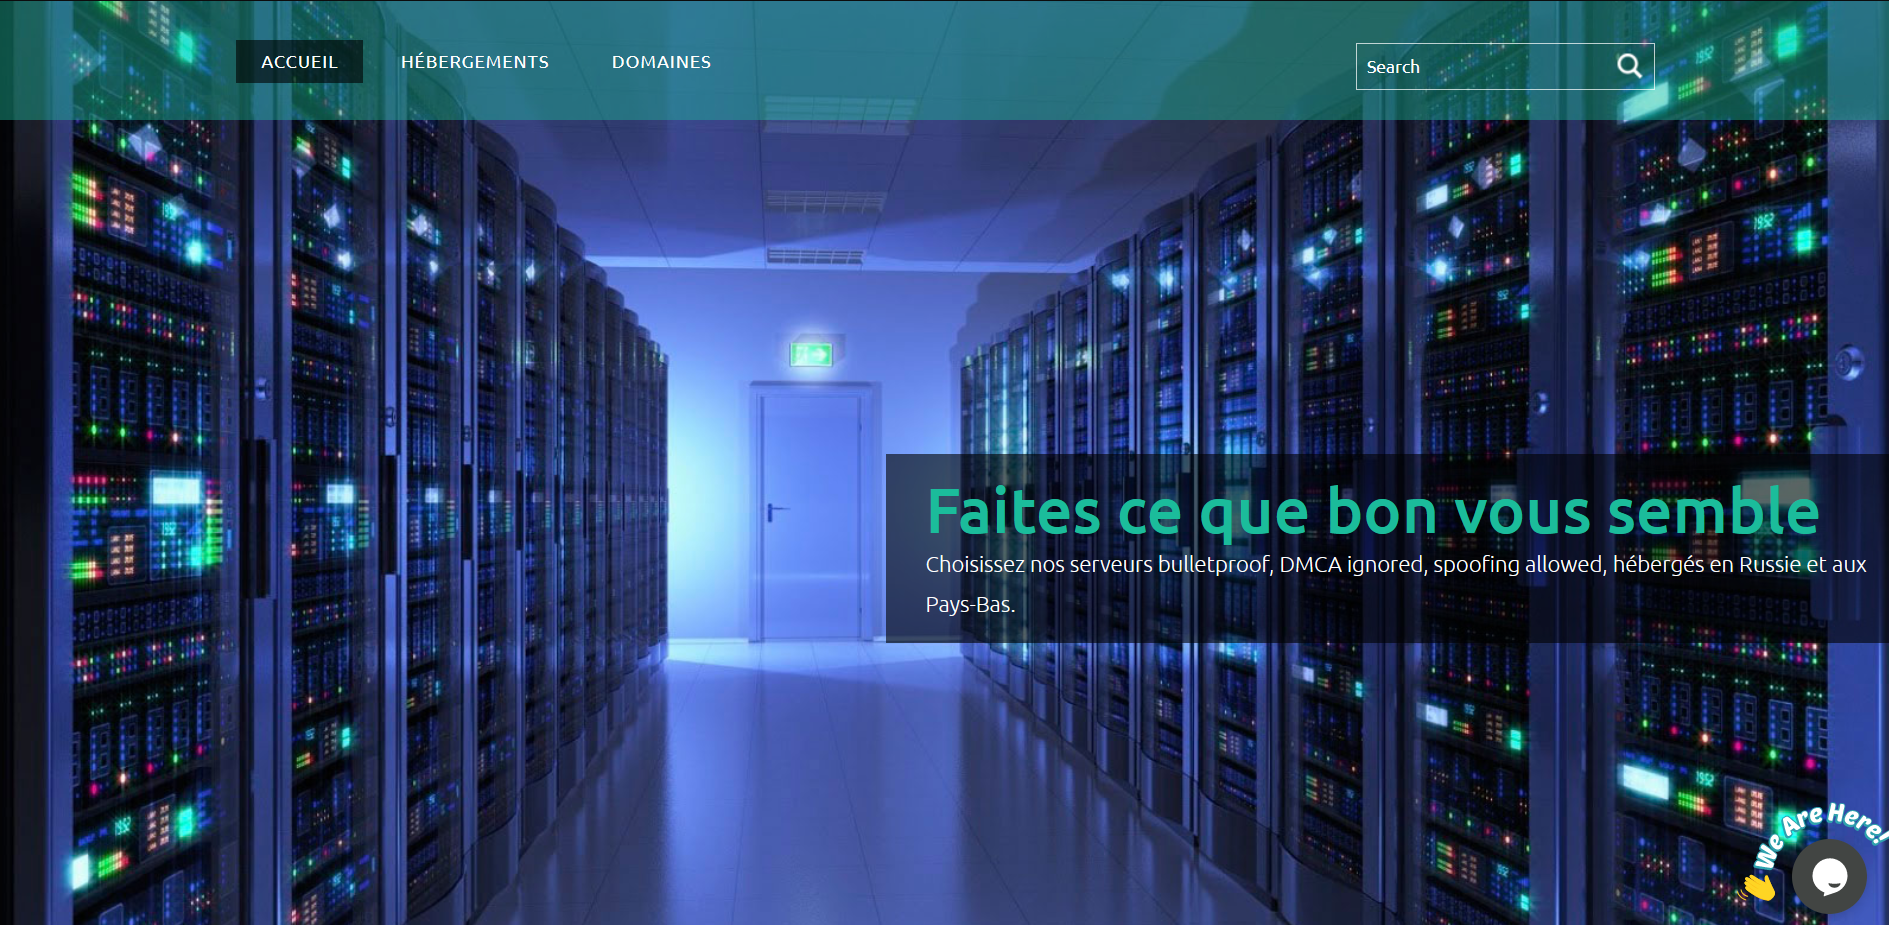 ACCUEIL
HÉBERGEMENTS
DOMAINES
Search
Faites ce que bon vous semble
Choisissez nos serveurs bulletproof, DMCA ignored, spoofing allowed, hébergés en Russie et aux
Pays-Bas.
We Are Here!